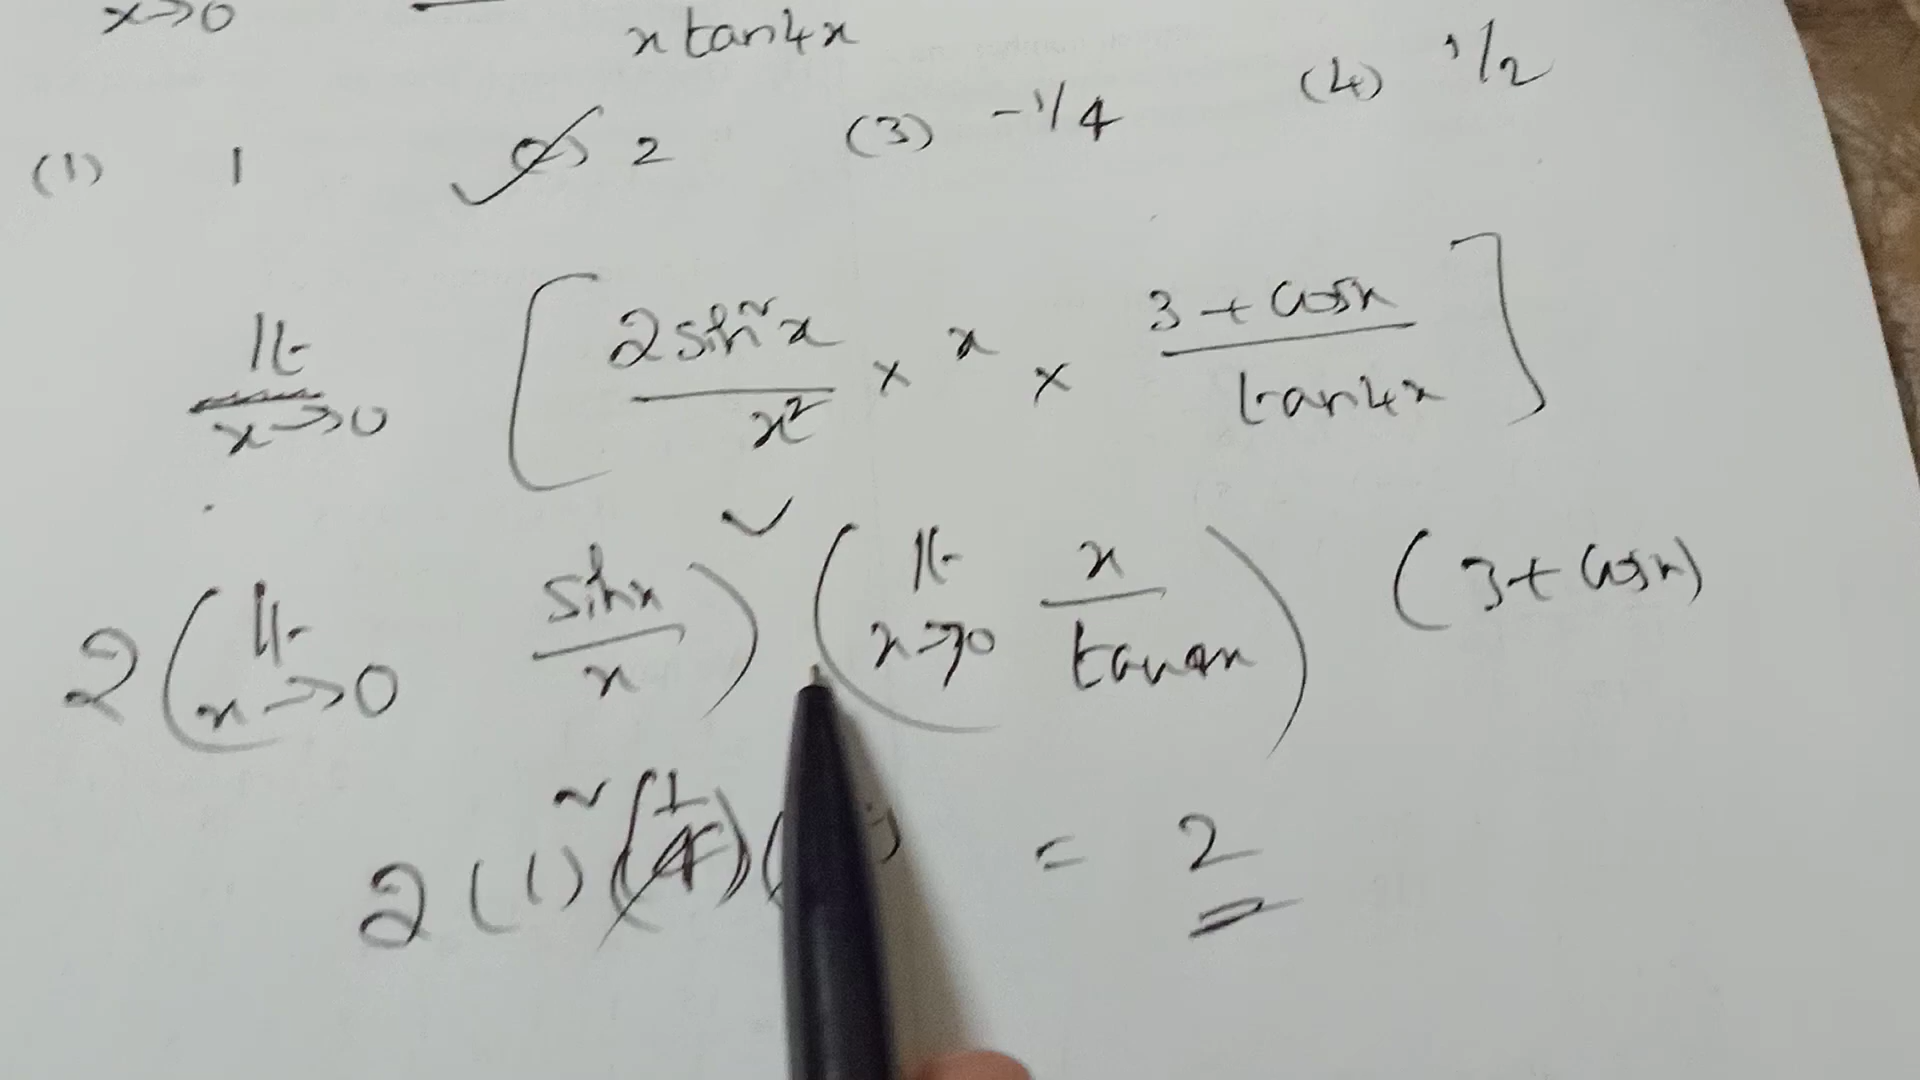 x→0
x tan4x
(1) 1 (2) 2 (3) -1/4 (4) 1/2
lt x→0 [ 2sin²x / x² × x × 3+cosx / tan4x ]
2 ( lt x→0 sinx / x )² ( lt x→0 x / tan4x ) (3+cosx)
2(1)² (1/4) ( = 2